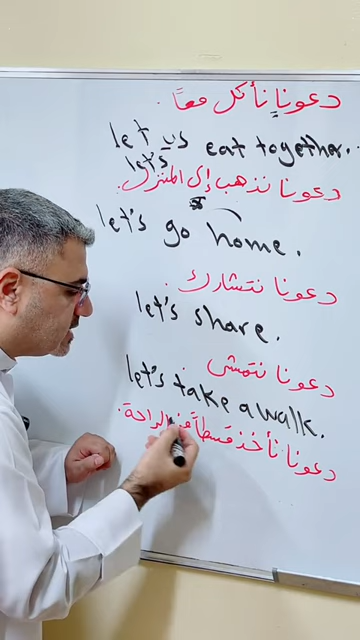 دعونا نأكل معًا.
let us eat together.
let's
دعونا نذهب إلى المنزل.
let's go home.
دعونا نتشارك
let's share.
دعونا نتمشى
let's take a walk.
دعونا نأخذ قسطاً من الراحة.